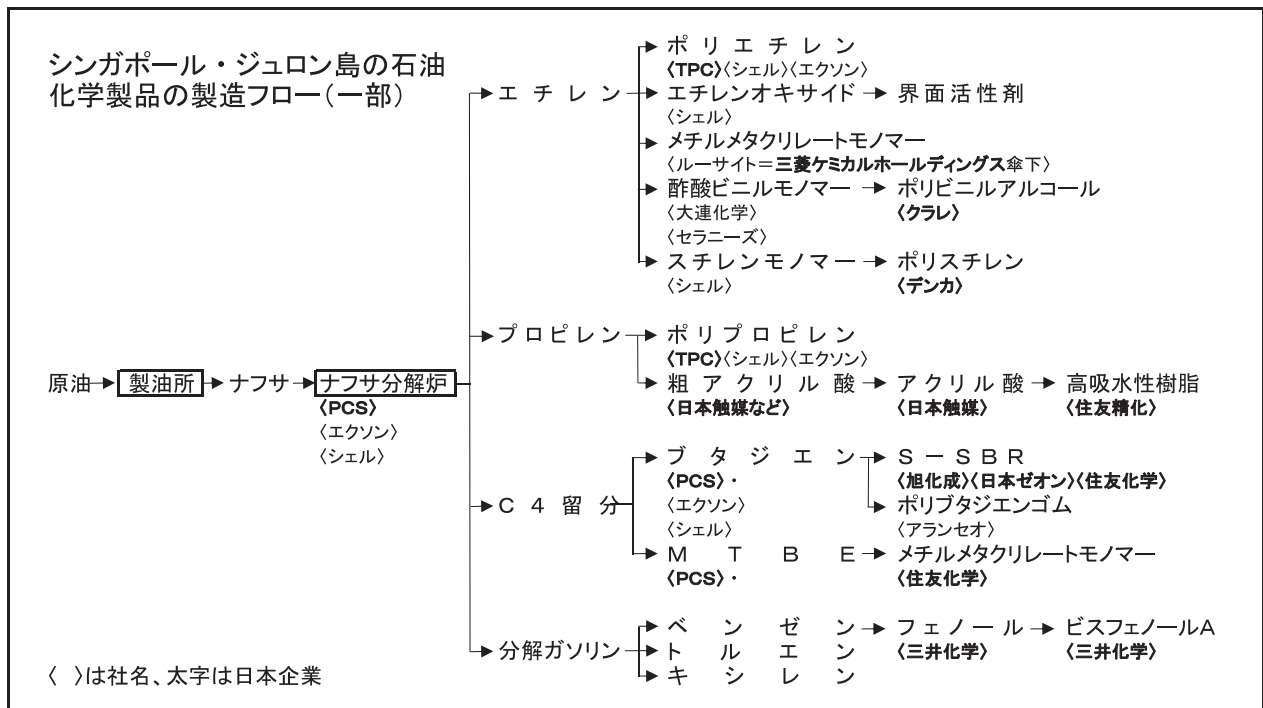 シンガポール・ジュロン島の石油
化学製品の製造フロー(一部)
原油
製油所
ナフサ
ナフサ分解炉
〈PCS〉
〈エクソン〉
〈シェル〉
エチレン
ポリエチレン
〈TPC〉〈シェル〉〈エクソン〉
エチレンオキサイド
界面活性剤
〈シェル〉
メチルメタクリレートモノマー
〈ルーサイト=三菱ケミカルホールディングス傘下〉
酢酸ビニルモノマー
ポリビニルアルコール
〈大連化学〉
〈クラレ〉
〈セラニーズ〉
スチレンモノマー
ポリスチレン
〈シェル〉
〈デンカ〉
プロピレン
ポリプロピレン
〈TPC〉〈シェル〉〈エクソン〉
粗アクリル酸
アクリル酸
高吸水性樹脂
〈日本触媒など〉
〈日本触媒〉
〈住友精化〉
C4留分
ブタジエン
S-SBR
〈PCS〉・
〈旭化成〉〈日本ゼオン〉〈住友化学〉
〈エクソン〉
ポリブタジエンゴム
〈シェル〉
〈アランセオ〉
MTBE
メチルメタクリレートモノマー
〈PCS〉・
〈住友化学〉
分解ガソリン
ベンゼン
フェノール
ビスフェノールA
トルエン
〈三井化学〉
〈三井化学〉
キシレン
〈 〉は社名、太字は日本企業